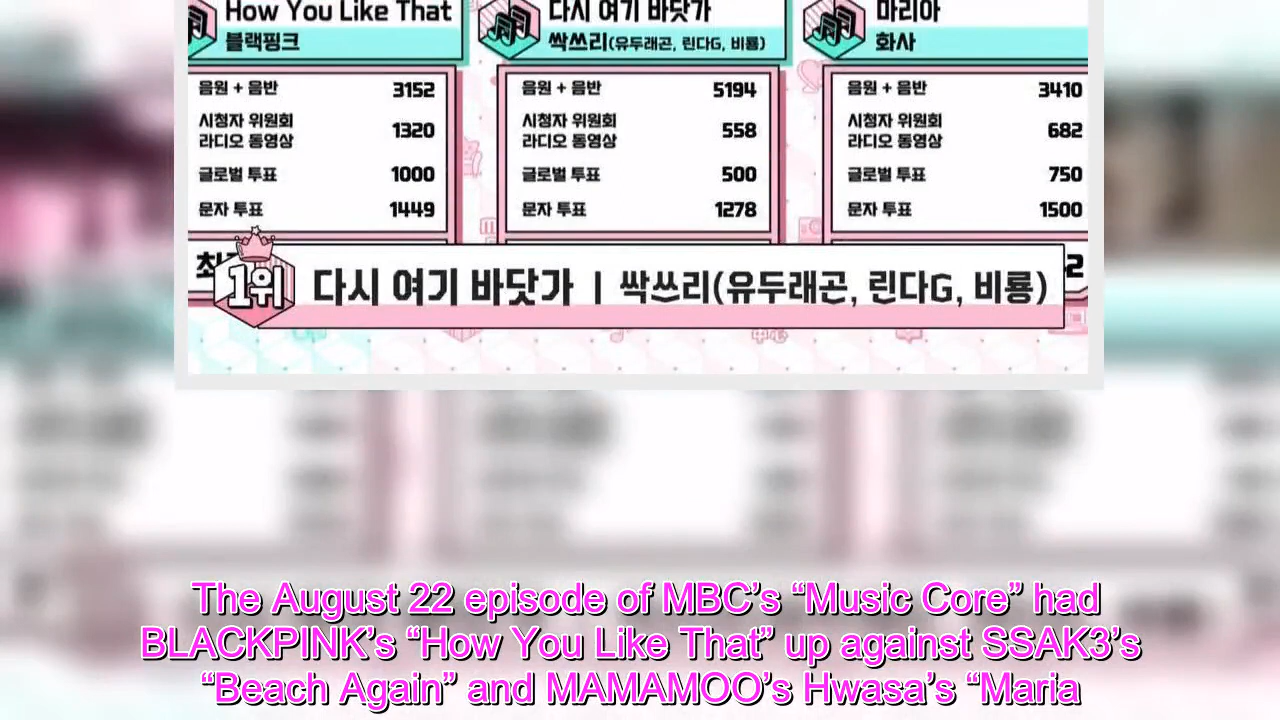 How You Like That
블랙핑크
음원 + 음반 3152
시청자 위원회
라디오 동영상 1320
글로벌 투표 1000
문자 투표 1449
다시 여기 바닷가
싹쓰리(유두래곤, 린다G, 비룡)
음원 + 음반 5194
시청자 위원회
라디오 동영상 558
글로벌 투표 500
문자 투표 1278
마리아
화사
음원 + 음반 3410
시청자 위원회
라디오 동영상 682
글로벌 투표 750
문자 투표 1500
1위 다시 여기 바닷가 | 싹쓰리(유두래곤, 린다G, 비룡)
The August 22 episode of MBC’s “Music Core” had
BLACKPINK’s “How You Like That” up against SSAK3’s
“Beach Again” and MAMAMOO’s Hwasa’s “Maria